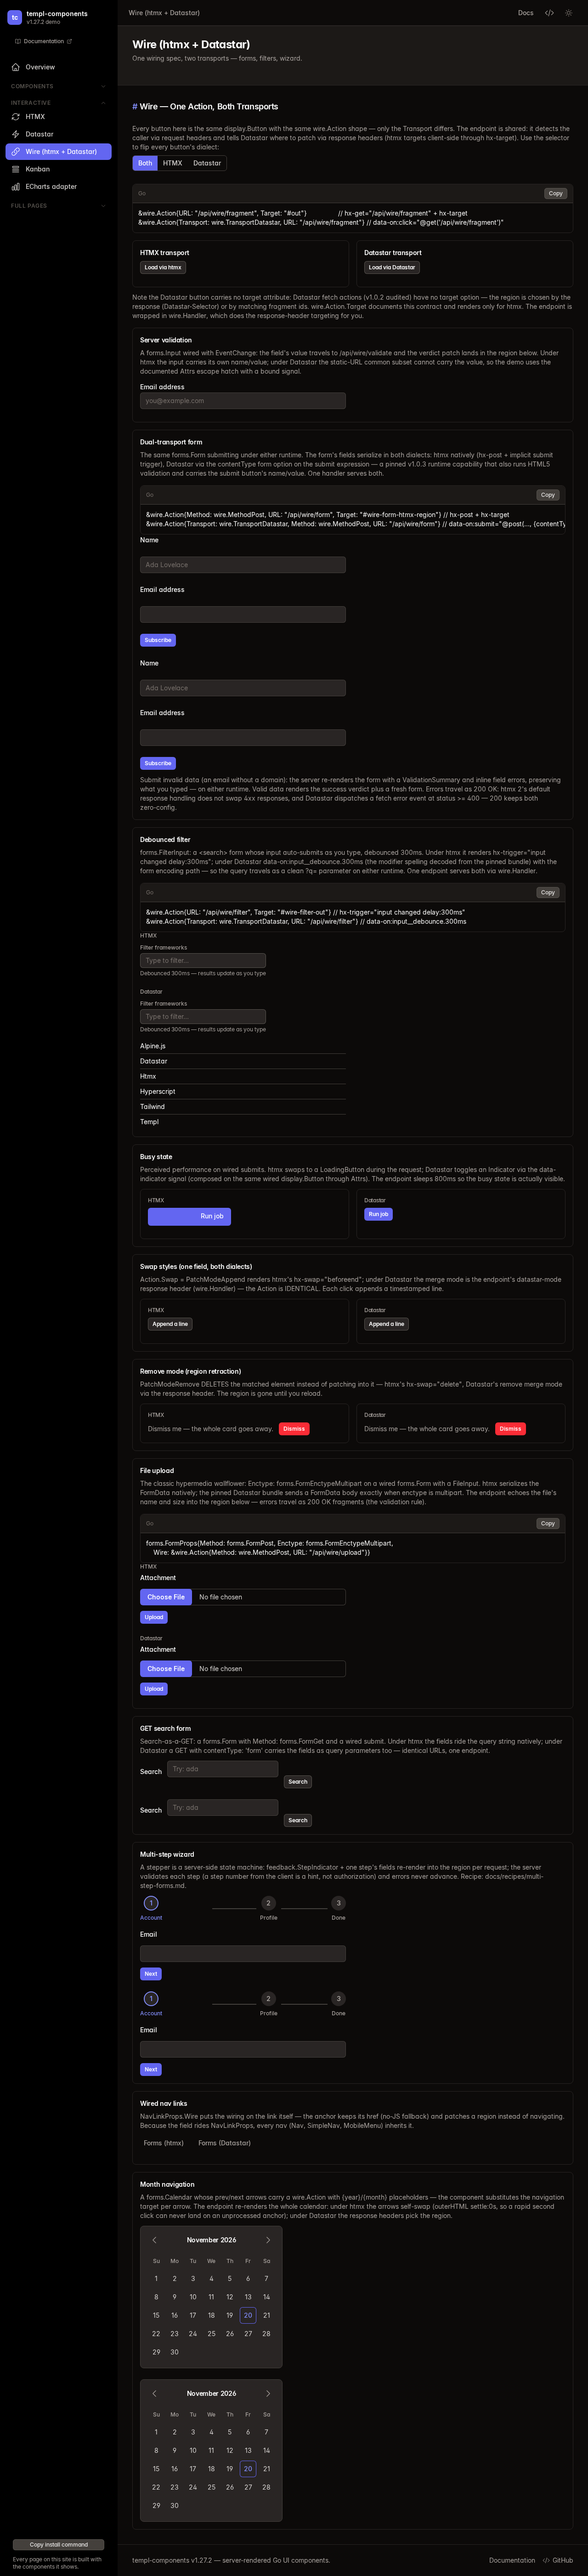 tc
templ-components
v1.27.2 demo
Documentation
Overview
COMPONENTS
INTERACTIVE
HTMX
Datastar
Wire (htmx + Datastar)
Kanban
ECharts adapter
FULL PAGES
Copy install command
Every page on this site is built with
the components it shows.
Wire (htmx + Datastar)
Docs
Wire (htmx + Datastar)
One wiring spec, two transports — forms, filters, wizard.
# Wire — One Action, Both Transports
Every button here is the same display.Button with the same wire.Action shape — only the Transport differs. The endpoint is shared: it detects the
caller via request headers and tells Datastar where to patch via response headers (htmx targets client-side through hx-target). Use the selector
to flip every button's dialect:
Both HTMX Datastar
Go Copy
&wire.Action{URL: "/api/wire/fragment", Target: "#out"} // hx-get="/api/wire/fragment" + hx-target
&wire.Action{Transport: wire.TransportDatastar, URL: "/api/wire/fragment"} // data-on:click="@get('/api/wire/fragment')"
HTMX transport
Load via htmx
Datastar transport
Load via Datastar
Note the Datastar button carries no target attribute: Datastar fetch actions (v1.0.2 audited) have no target option — the region is chosen by the
response (Datastar-Selector) or by matching fragment ids. wire.Action.Target documents this contract and renders only for htmx. The endpoint is
wrapped in wire.Handler, which does the response-header targeting for you.
Server validation
A forms.Input wired with EventChange: the field's value travels to /api/wire/validate and the verdict patch lands in the region below. Under
htmx the input carries its own name/value; under Datastar the static-URL common subset cannot carry the value, so the demo uses the
documented Attrs escape hatch with a bound signal.
Email address
you@example.com
Dual-transport form
The same forms.Form submitting under either runtime. The form's fields serialize in both dialects: htmx natively (hx-post + implicit submit
trigger), Datastar via the contentType form option on the submit expression — a pinned v1.0.3 runtime capability that also runs HTML5
validation and carries the submit button's name/value. One handler serves both.
Go Copy
&wire.Action{Method: wire.MethodPost, URL: "/api/wire/form", Target: "#wire-form-htmx-region"} // hx-post + hx-target
&wire.Action{Transport: wire.TransportDatastar, Method: wire.MethodPost, URL: "/api/wire/form"} // data-on:submit="@post(..., {contentTy
Name
Ada Lovelace
Email address
Subscribe
Name
Ada Lovelace
Email address
Subscribe
Submit invalid data (an email without a domain): the server re-renders the form with a ValidationSummary and inline field errors, preserving
what you typed — on either runtime. Valid data renders the success verdict plus a fresh form. Errors travel as 200 OK: htmx 2's default
response handling does not swap 4xx responses, and Datastar dispatches a fetch error event at status >= 400 — 200 keeps both
zero-config.
Debounced filter
forms.FilterInput: a <search> form whose input auto-submits as you type, debounced 300ms. Under htmx it renders hx-trigger="input
changed delay:300ms"; under Datastar data-on:input__debounce.300ms (the modifier spelling decoded from the pinned bundle) with the
form encoding path — so the query travels as a clean ?q= parameter on either runtime. One endpoint serves both via wire.Handler.
Go Copy
&wire.Action{URL: "/api/wire/filter", Target: "#wire-filter-out"} // hx-trigger="input changed delay:300ms"
&wire.Action{Transport: wire.TransportDatastar, URL: "/api/wire/filter"} // data-on:input__debounce.300ms
HTMX
Filter frameworks
Type to filter...
Debounced 300ms — results update as you type
Datastar
Filter frameworks
Type to filter...
Debounced 300ms — results update as you type
Alpine.js
Datastar
Htmx
Hyperscript
Tailwind
Templ
Busy state
Perceived performance on wired submits. htmx swaps to a LoadingButton during the request; Datastar toggles an Indicator via the data-
indicator signal (composed on the same wired display.Button through Attrs). The endpoint sleeps 800ms so the busy state is actually visible.
HTMX
Run job
Datastar
Run job
Swap styles (one field, both dialects)
Action.Swap = PatchModeAppend renders htmx's hx-swap="beforeend"; under Datastar the merge mode is the endpoint's datastar-mode
response header (wire.Handler) — the Action is IDENTICAL. Each click appends a timestamped line.
HTMX
Append a line
Datastar
Append a line
Remove mode (region retraction)
PatchModeRemove DELETES the matched element instead of patching into it — htmx's hx-swap="delete", Datastar's remove merge mode
via the response header. The region is gone until you reload.
HTMX
Dismiss me — the whole card goes away. Dismiss
Datastar
Dismiss me — the whole card goes away. Dismiss
File upload
The classic hypermedia wallflower: Enctype: forms.FormEnctypeMultipart on a wired forms.Form with a FileInput. htmx serializes the
FormData natively; the pinned Datastar bundle sends a FormData body exactly when enctype is multipart. The endpoint echoes the file's
name and size into the region below — errors travel as 200 OK fragments (the validation rule).
Go Copy
forms.FormProps{Method: forms.FormPost, Enctype: forms.FormEnctypeMultipart,
Wire: &wire.Action{Method: wire.MethodPost, URL: "/api/wire/upload"}}
HTMX
Attachment
Choose File No file chosen
Upload
Datastar
Attachment
Choose File No file chosen
Upload
GET search form
Search-as-a-GET: a forms.Form with Method: forms.FormGet and a wired submit. Under htmx the fields ride the query string natively; under
Datastar a GET with contentType: 'form' carries the fields as query parameters too — identical URLs, one endpoint.
Search Try: ada
Search
Search Try: ada
Search
Multi-step wizard
A stepper is a server-side state machine: feedback.StepIndicator + one step's fields re-render into the region per request; the server
validates each step (a step number from the client is a hint, not authorization) and errors never advance. Recipe: docs/recipes/multi-
step-forms.md.
1 2 3
Account Profile Done
Email
Next
1 2 3
Account Profile Done
Email
Next
Wired nav links
NavLinkProps.Wire puts the wiring on the link itself — the anchor keeps its href (no-JS fallback) and patches a region instead of navigating.
Because the field rides NavLinkProps, every nav (Nav, SimpleNav, MobileMenu) inherits it.
Forms (htmx) Forms (Datastar)
Month navigation
A forms.Calendar whose prev/next arrows carry a wire.Action with {year}/{month} placeholders — the component substitutes the navigation
target per arrow. The endpoint re-renders the whole calendar: under htmx the arrows self-swap (outerHTML settle:0s, so a rapid second
click can never land on an unprocessed anchor); under Datastar the response headers pick the region.
November 2026
Su Mo Tu We Th Fr Sa
1 2 3 4 5 6 7
8 9 10 11 12 13 14
15 16 17 18 19 20 21
22 23 24 25 26 27 28
29 30
November 2026
Su Mo Tu We Th Fr Sa
1 2 3 4 5 6 7
8 9 10 11 12 13 14
15 16 17 18 19 20 21
22 23 24 25 26 27 28
29 30
templ-components v1.27.2 — server-rendered Go UI components.
Documentation
GitHub